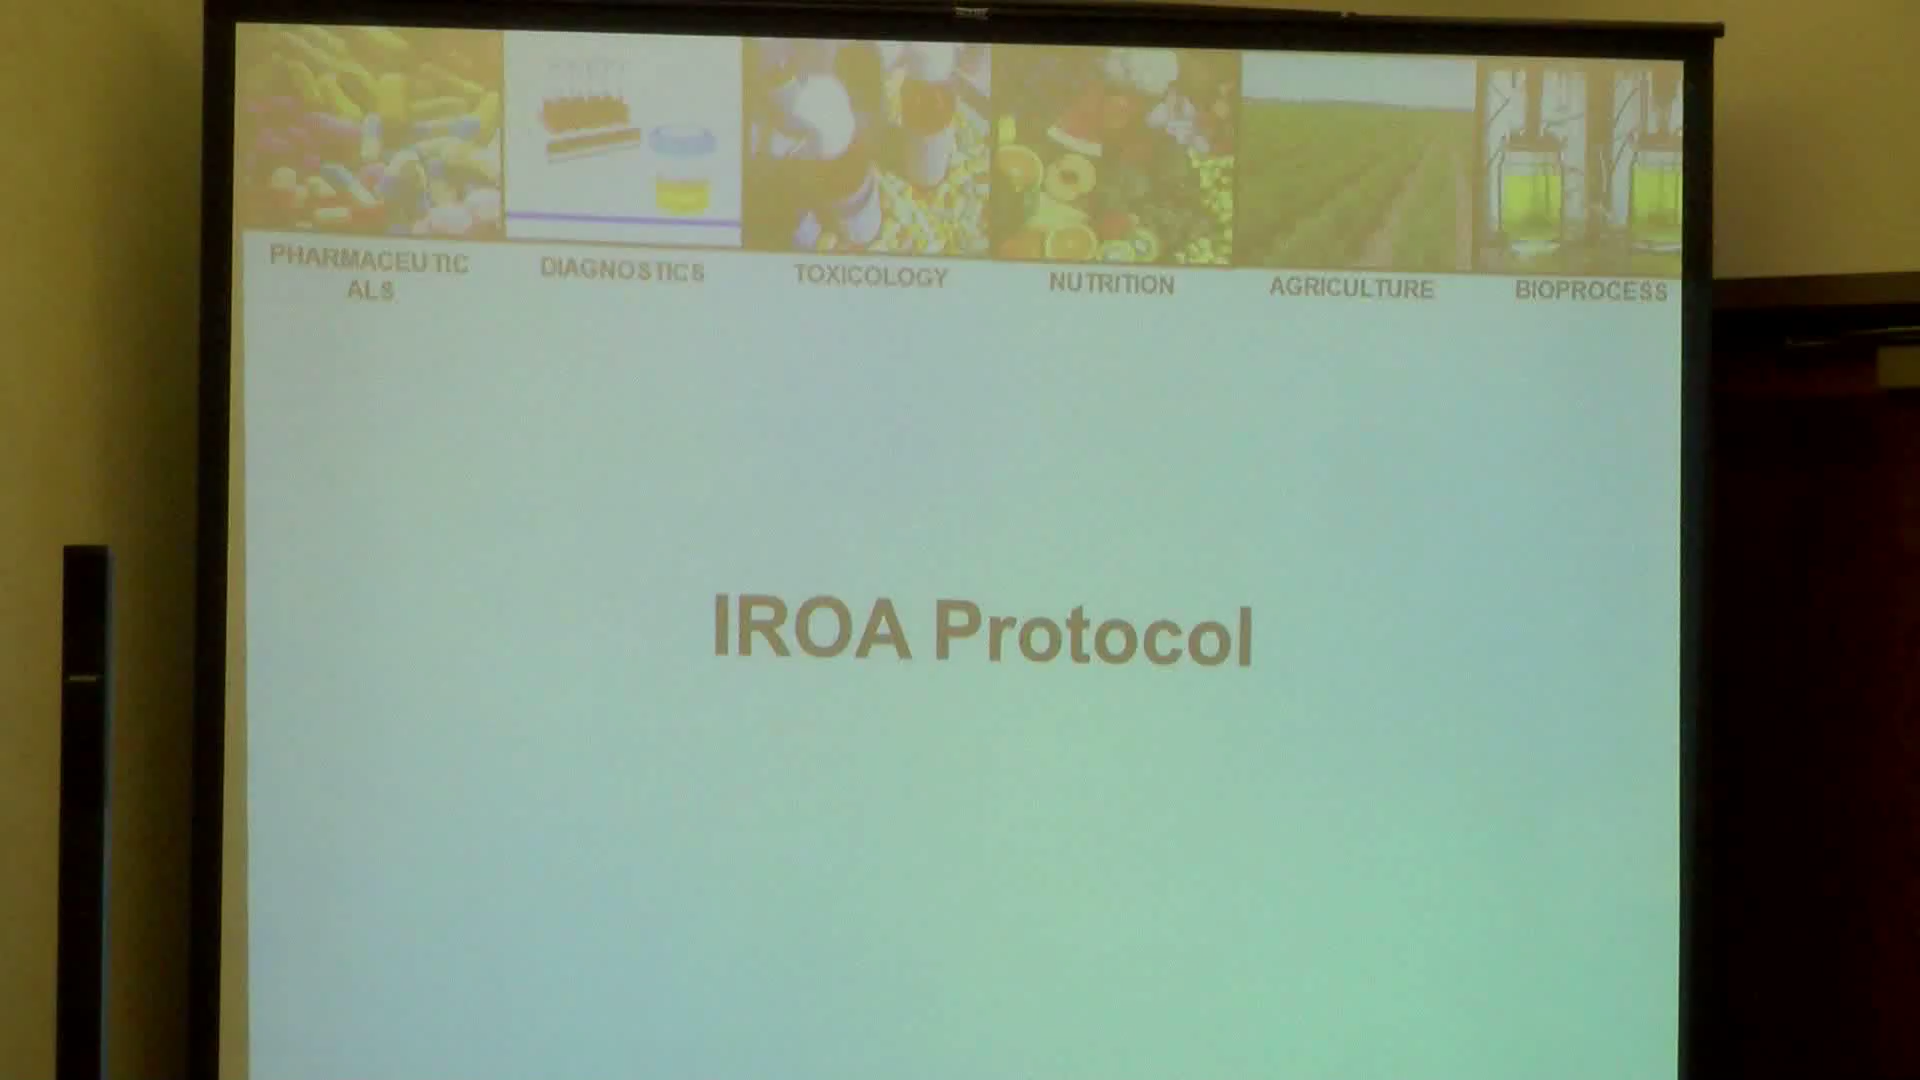 PHARMACEUTIC
ALS
DIAGNOSTICS
TOXICOLOGY
NUTRITION
AGRICULTURE
BIOPROCESS
IROA Protocol